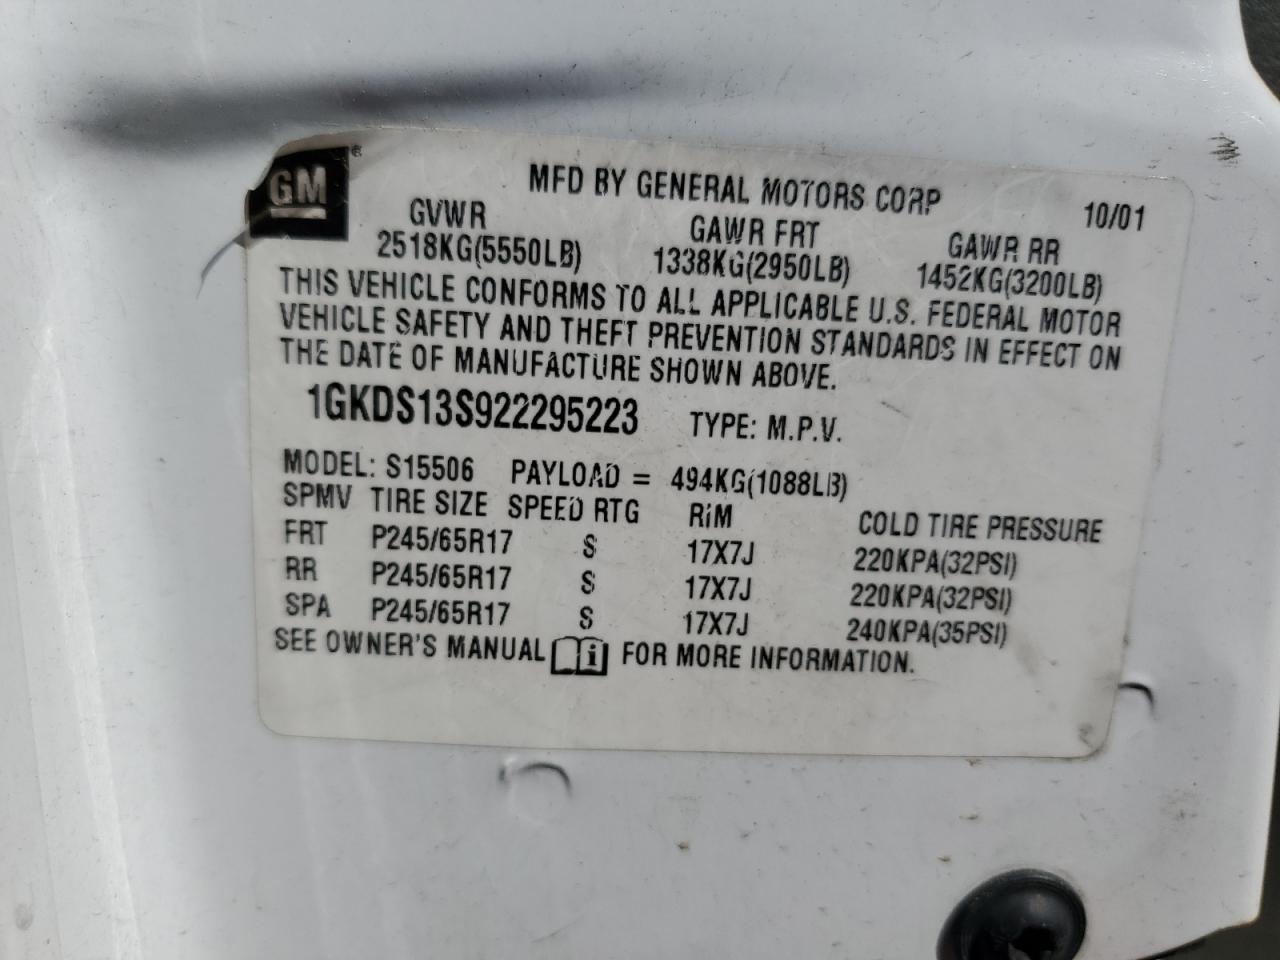 GM®
MFD BY GENERAL MOTORS CORP 10/01
GVWR GAWR FRT GAWR RR
2518KG(5550LB) 1338KG(2950LB) 1452KG(3200LB)
THIS VEHICLE CONFORMS TO ALL APPLICABLE U.S. FEDERAL MOTOR
VEHICLE SAFETY AND THEFT PREVENTION STANDARDS IN EFFECT ON
THE DATE OF MANUFACTURE SHOWN ABOVE.
1GKDS13S922295223 TYPE: M.P.V.
MODEL: S15506 PAYLOAD = 494KG(1088LB)
SPMV TIRE SIZE SPEED RTG RIM COLD TIRE PRESSURE
FRT P245/65R17 S 17X7J 220KPA(32PSI)
RR P245/65R17 S 17X7J 220KPA(32PSI)
SPA P245/65R17 S 17X7J 240KPA(35PSI)
SEE OWNER'S MANUAL i FOR MORE INFORMATION.